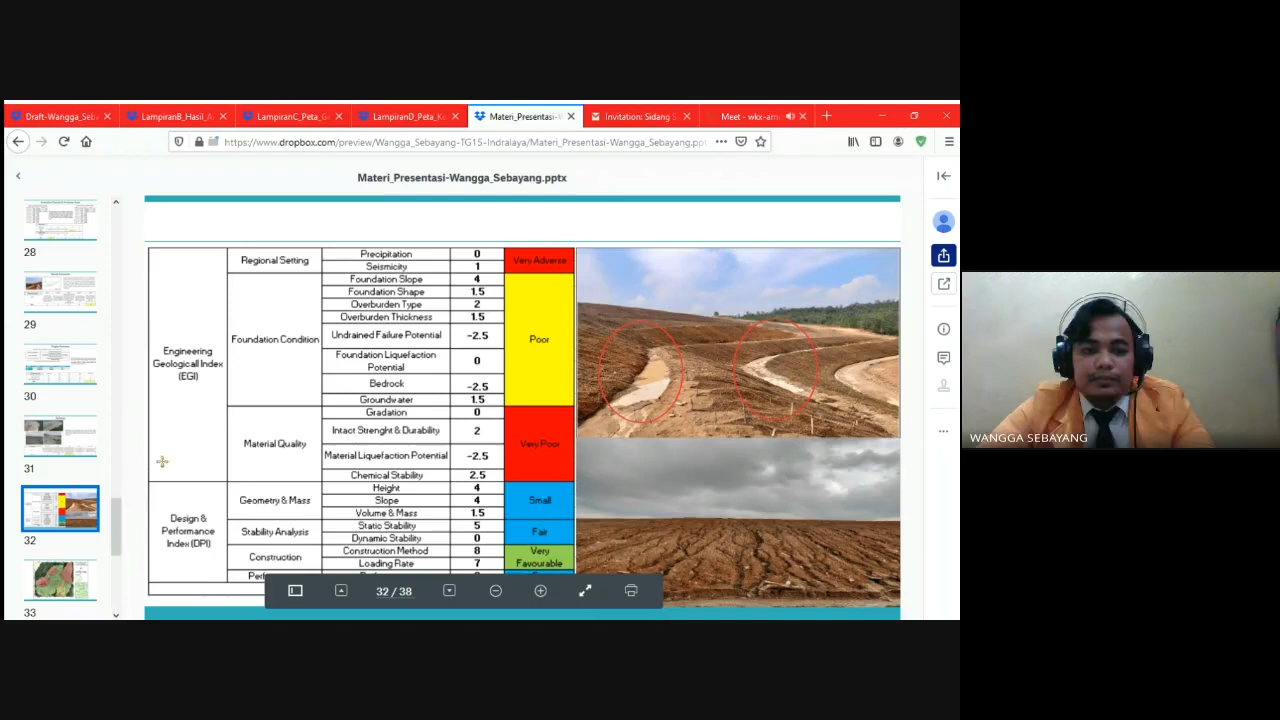 Draft-Wangga_Seb
LampiranB_Hasil_A
LampiranC_Peta_G
LampiranD_Peta_K
Materi_Presentasi-W
Invitation: Sidang S
Meet - wkx-am
https://www.dropbox.com/preview/Wangga_Sebayang-TG15-Indralaya/Materi_Presentasi-Wangga_Sebayang.ppt
Materi_Presentasi-Wangga_Sebayang.pptx
28
29
30
31
32
33
Engineering
Geologicall Index
(EGI)
Regional Setting
Precipitation 0
Seismicity 1
Very Adverse
Foundation Condition
Foundation Slope 4
Foundation Shape 1.5
Overburden Type 2
Overburden Thickness 1.5
Undrained Failure Potential -2.5
Foundation Liquefaction
Potential 0
Bedrock -2.5
Groundwater 1.5
Poor
Material Quality
Gradation 0
Intact Strenght & Durability 2
Material Liquefaction Potential -2.5
Chemical Stability 2.5
Very Poor
Design &
Performance
Index (DPI)
Geometry & Mass
Height 4
Slope 4
Volume & Mass 1.5
Small
Stability Analysis
Static Stability 5
Dynamic Stability 0
Fair
Construction
Construction Method 8
Loading Rate 7
Very
Favourable
32 / 38
WANGGA SEBAYANG